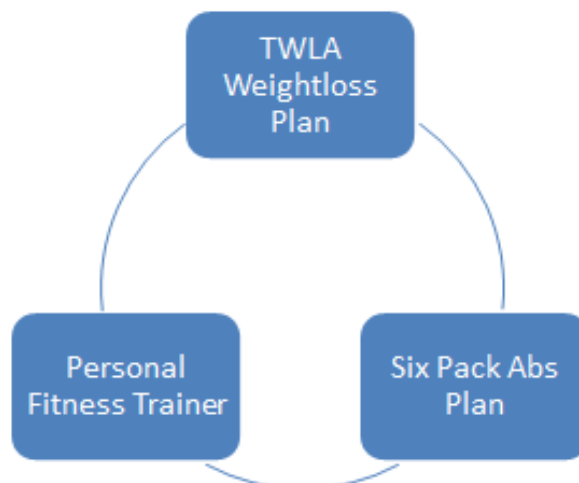 TWLA
Weightloss
Plan
Personal
Fitness Trainer
Six Pack Abs
Plan